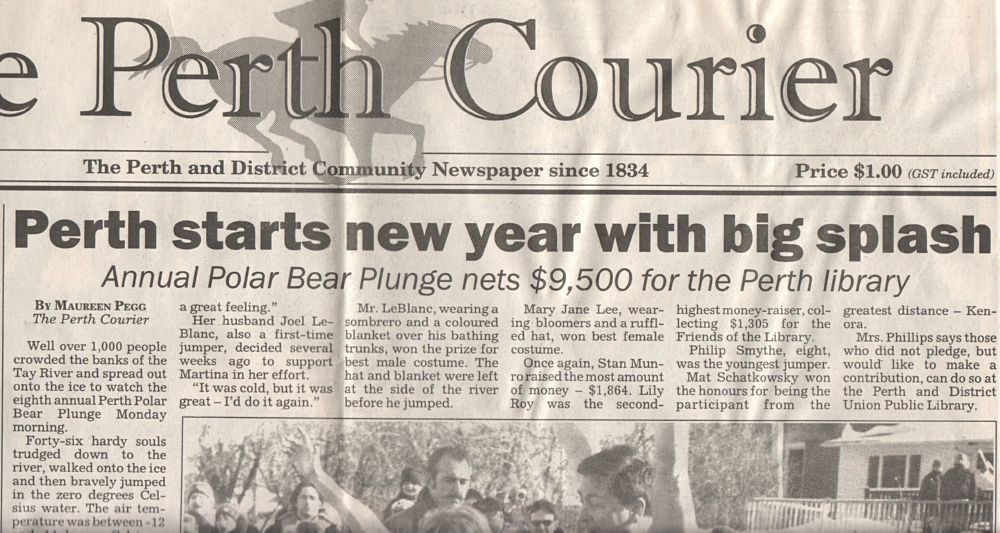 e Perth Courier
The Perth and District Community Newspaper since 1834
Price $1.00 (GST included)
Perth starts new year with big splash
Annual Polar Bear Plunge nets $9,500 for the Perth library
BY MAUREEN PEGG
The Perth Courier
Well over 1,000 people
crowded the banks of the
Tay River and spread out
onto the ice to watch the
eighth annual Perth Polar
Bear Plunge Monday
morning.
Forty-six hardy souls
trudged down to the
river, walked onto the ice
and then bravely jumped
in the zero degrees Cel-
sius water. The air tem-
perature was between -12
a great feeling."
Her husband Joel Le-
Blanc, also a first-time
jumper, decided several
weeks ago to support
Martina in her effort.
"It was cold, but it was
great – I'd do it again."
Mr. LeBlanc, wearing a
sombrero and a coloured
blanket over his bathing
trunks, won the prize for
best male costume. The
hat and blanket were left
at the side of the river
before he jumped.
Mary Jane Lee, wear-
ing bloomers and a ruffl-
ed hat, won best female
costume.
Once again, Stan Mun-
ro raised the most amount
of money – $1,864. Lily
Roy was the second-
highest money-raiser, col-
lecting $1,305 for the
Friends of the Library.
Philip Smythe, eight,
was the youngest jumper.
Mat Schatkowsky won
the honours for being the
participant from the
greatest distance – Ken-
ora.
Mrs. Phillips says those
who did not pledge, but
would like to make a
contribution, can do so at
the Perth and District
Union Public Library.